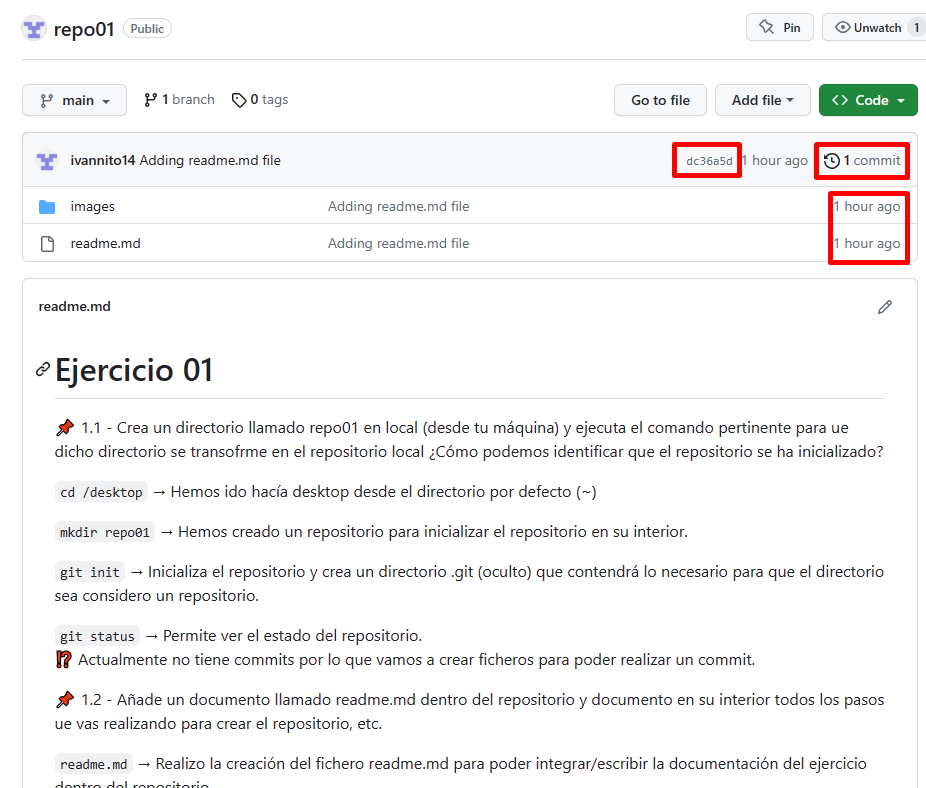 repo01 Public Pin Unwatch 1
main 1 branch 0 tags Go to file Add file Code
ivannito14 Adding readme.md file dc36a5d 1 hour ago 1 commit
images Adding readme.md file 1 hour ago
readme.md Adding readme.md file 1 hour ago
readme.md
Ejercicio 01
📌 1.1 - Crea un directorio llamado repo01 en local (desde tu máquina) y ejecuta el comando pertinente para ue
dicho directorio se transofrme en el repositorio local ¿Cómo podemos identificar que el repositorio se ha inicializado?
cd /desktop → Hemos ido hacía desktop desde el directorio por defecto (~)
mkdir repo01 → Hemos creado un repositorio para inicializar el repositorio en su interior.
git init → Inicializa el repositorio y crea un directorio .git (oculto) que contendrá lo necesario para que el directorio
sea considero un repositorio.
git status → Permite ver el estado del repositorio.
⁉️ Actualmente no tiene commits por lo que vamos a crear ficheros para poder realizar un commit.
📌 1.2 - Añade un documento llamado readme.md dentro del repositorio y documento en su interior todos los pasos
ue vas realizando para crear el repositorio, etc.
readme.md → Realizo la creación del fichero readme.md para poder integrar/escribir la documentación del ejercicio
dentro del repositorio